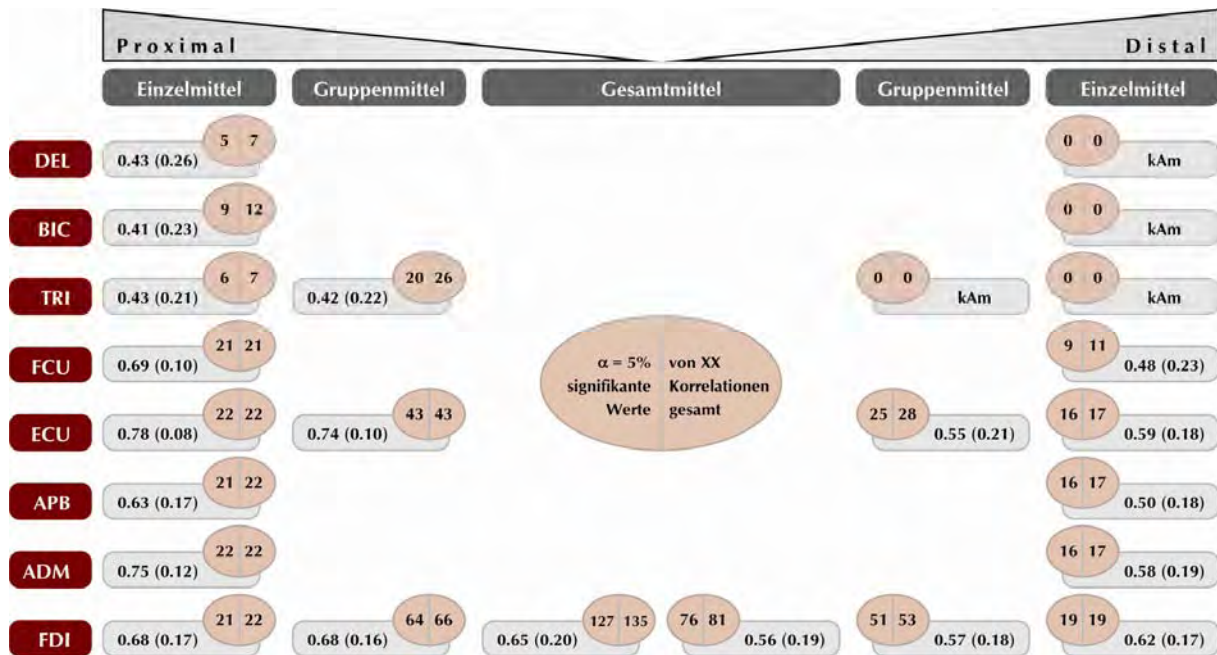 Proximal Distal
Einzelmittel Gruppenmittel Gesamtmittel Gruppenmittel Einzelmittel
5 7 0 0
DEL 0.43 (0.26) kAm
9 12 0 0
BIC 0.41 (0.23) kAm
6 7 20 26 0 0 0 0
TRI 0.43 (0.21) 0.42 (0.22) kAm kAm
21 21 9 11
FCU 0.69 (0.10) 0.48 (0.23)
α = 5% von XX
signifikante Korrelationen
Werte gesamt
22 22 43 43 25 28 16 17
ECU 0.78 (0.08) 0.74 (0.10) 0.55 (0.21) 0.59 (0.18)
21 22 16 17
APB 0.63 (0.17) 0.50 (0.18)
22 22 16 17
ADM 0.75 (0.12) 0.58 (0.19)
21 22 64 66 127 135 76 81 51 53 19 19
FDI 0.68 (0.17) 0.68 (0.16) 0.65 (0.20) 0.56 (0.19) 0.57 (0.18) 0.62 (0.17)